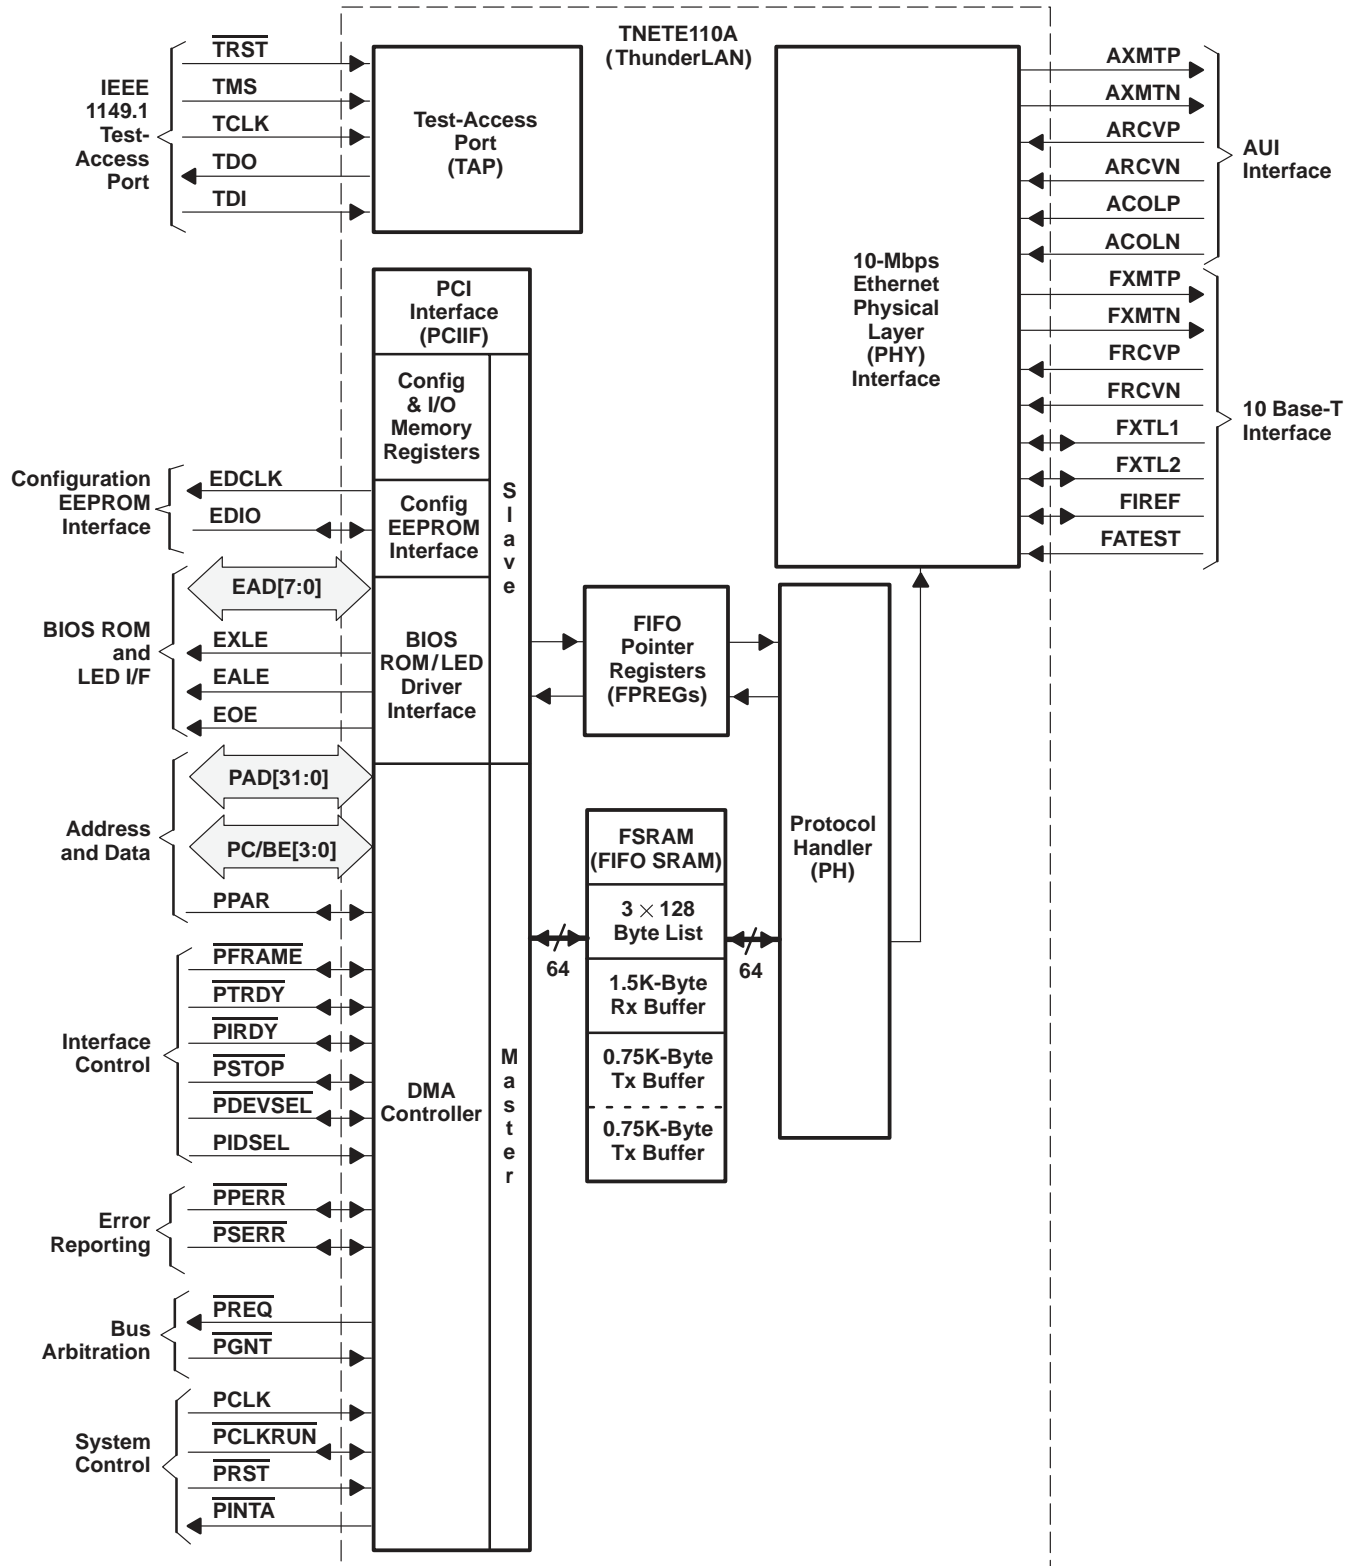 TNETE110A
(ThunderLAN)
IEEE
1149.1
Test-
Access
Port
TRST
TMS
TCLK
TDO
TDI
Test-Access
Port
(TAP)
PCI
Interface
(PCIIF)
Config
& I/O
Memory
Registers
Config
EEPROM
Interface
BIOS
ROM/LED
Driver
Interface
Slave
DMA
Controller
Master
Configuration
EEPROM
Interface
EDCLK
EDIO
BIOS ROM
and
LED I/F
EAD[7:0]
EXLE
EALE
EOE
Address
and Data
PAD[31:0]
PC/BE[3:0]
PPAR
Interface
Control
PFRAME
PTRDY
PIRDY
PSTOP
PDEVSEL
PIDSEL
Error
Reporting
PPERR
PSERR
Bus
Arbitration
PREQ
PGNT
System
Control
PCLK
PCLKRUN
PRST
PINTA
FIFO
Pointer
Registers
(FPREGs)
FSRAM
(FIFO SRAM)
3 × 128
Byte List
1.5K-Byte
Rx Buffer
0.75K-Byte
Tx Buffer
0.75K-Byte
Tx Buffer
64
64
Protocol
Handler
(PH)
10-Mbps
Ethernet
Physical
Layer
(PHY)
Interface
AXMTP
AXMTN
ARCVP
ARCVN
ACOLP
ACOLN
AUI
Interface
FXMTP
FXMTN
FRCVP
FRCVN
FXTL1
FXTL2
FIREF
FATEST
10 Base-T
Interface